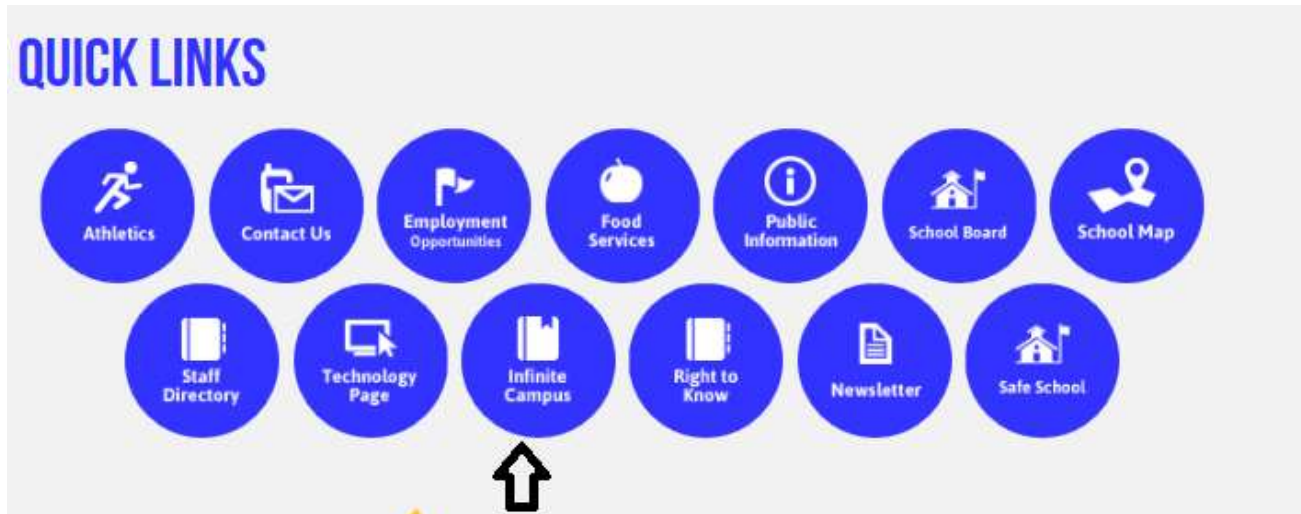 QUICK LINKS
Athletics
Contact Us
Employment
Opportunities
Food
Services
Public
Information
School Board
School Map
Staff
Directory
Technology
Page
Infinite
Campus
Right to
Know
Newsletter
Safe School